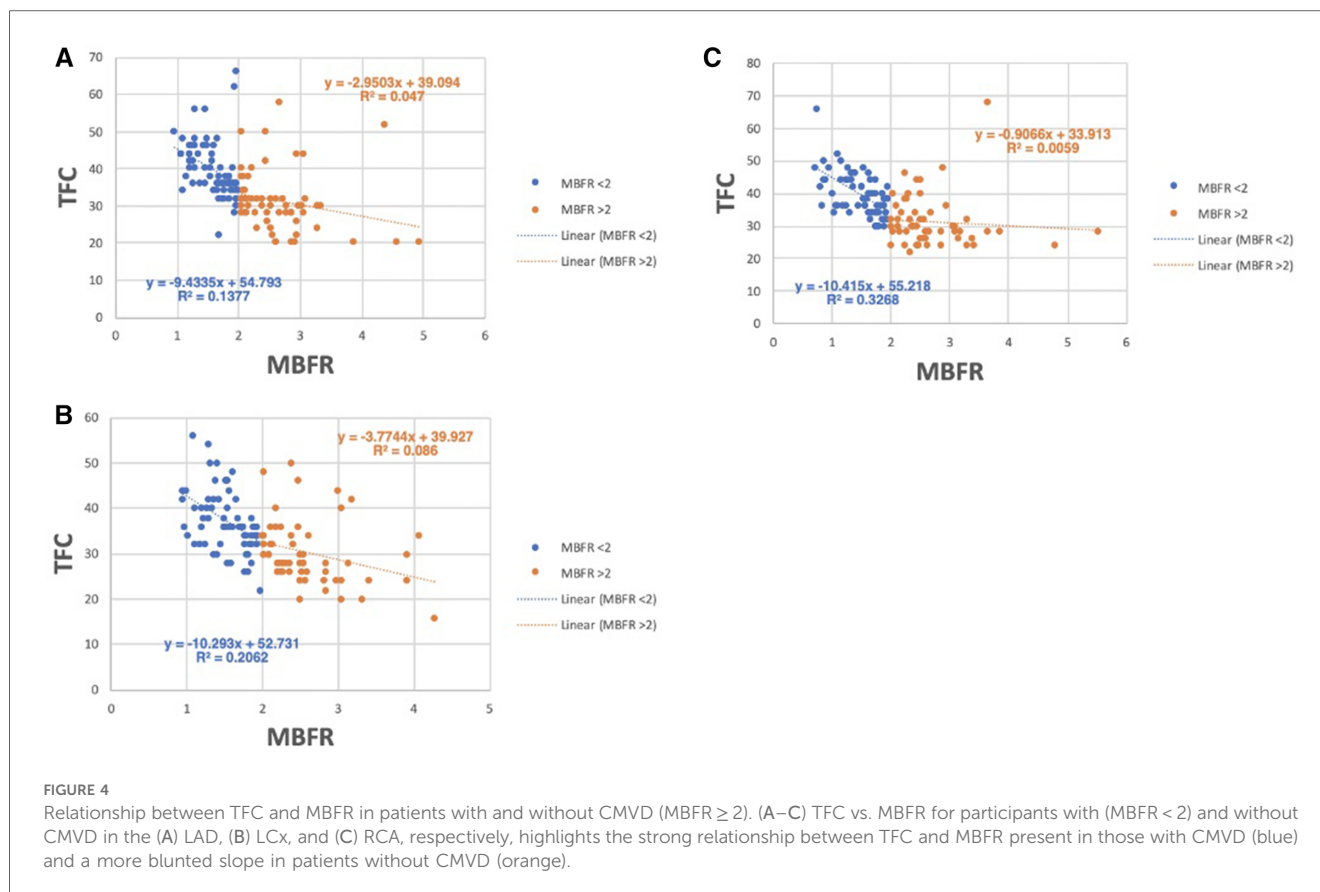 A
70
60
50
40
30
20
10
0
TFC
0 1 2 3 4 5 6
MBFR
y = -2.9503x + 39.094
R² = 0.047
y = -9.4335x + 54.793
R² = 0.1377
MBFR <2
MBFR >2
Linear (MBFR <2)
Linear (MBFR >2)
C
80
70
60
50
40
30
20
10
0
TFC
0 1 2 3 4 5 6
MBFR
y = -0.9066x + 33.913
R² = 0.0059
y = -10.415x + 55.218
R² = 0.3268
MBFR <2
MBFR >2
Linear (MBFR <2)
Linear (MBFR >2)
B
60
50
40
30
20
10
0
TFC
0 1 2 3 4 5
MBFR
y = -3.7744x + 39.927
R² = 0.086
y = -10.293x + 52.731
R² = 0.2062
MBFR <2
MBFR >2
Linear (MBFR <2)
Linear (MBFR >2)
FIGURE 4
Relationship between TFC and MBFR in patients with and without CMVD (MBFR ≥ 2). (A–C) TFC vs. MBFR for participants with (MBFR < 2) and without
CMVD in the (A) LAD, (B) LCx, and (C) RCA, respectively, highlights the strong relationship between TFC and MBFR present in those with CMVD (blue)
and a more blunted slope in patients without CMVD (orange).